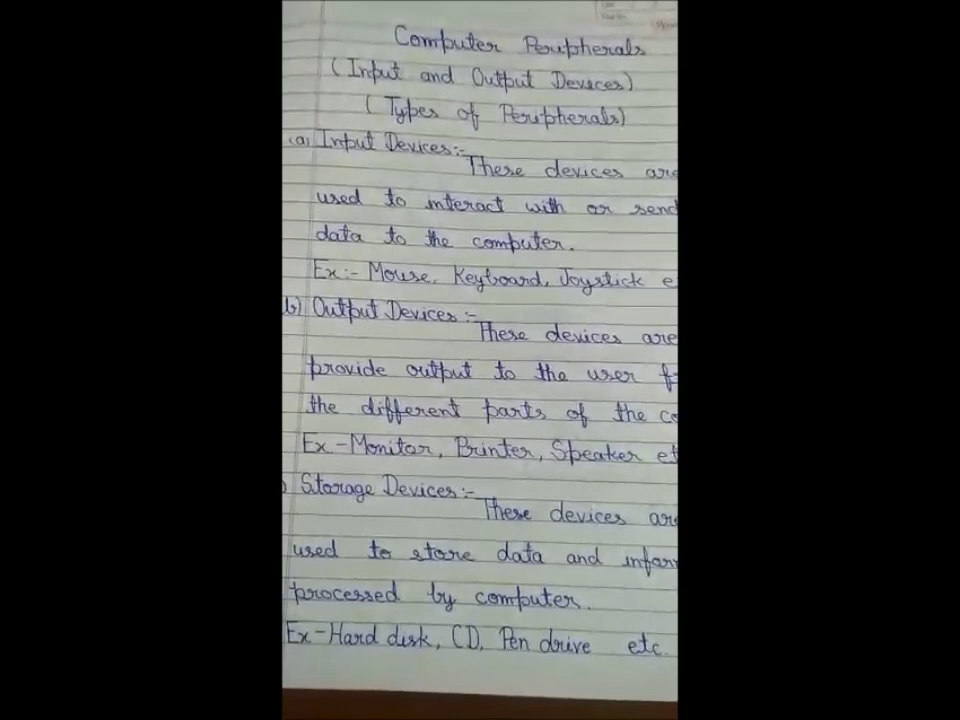 Computer Peripherals
(Input and Output Devices)
(Types of Peripherals)
(a) Input Devices:-
These devices are
used to interact with or send
data to the computer.
Ex:- Mouse, Keyboard, Joystick
b) Output Devices :-
These devices are
provide output to the user
the different parts of the
Ex-Monitor, Printer, Speaker
) Storage Devices:-
These devices are
used to store data and
processed by computer.
Ex-Hard disk, CD, Pen drive etc.